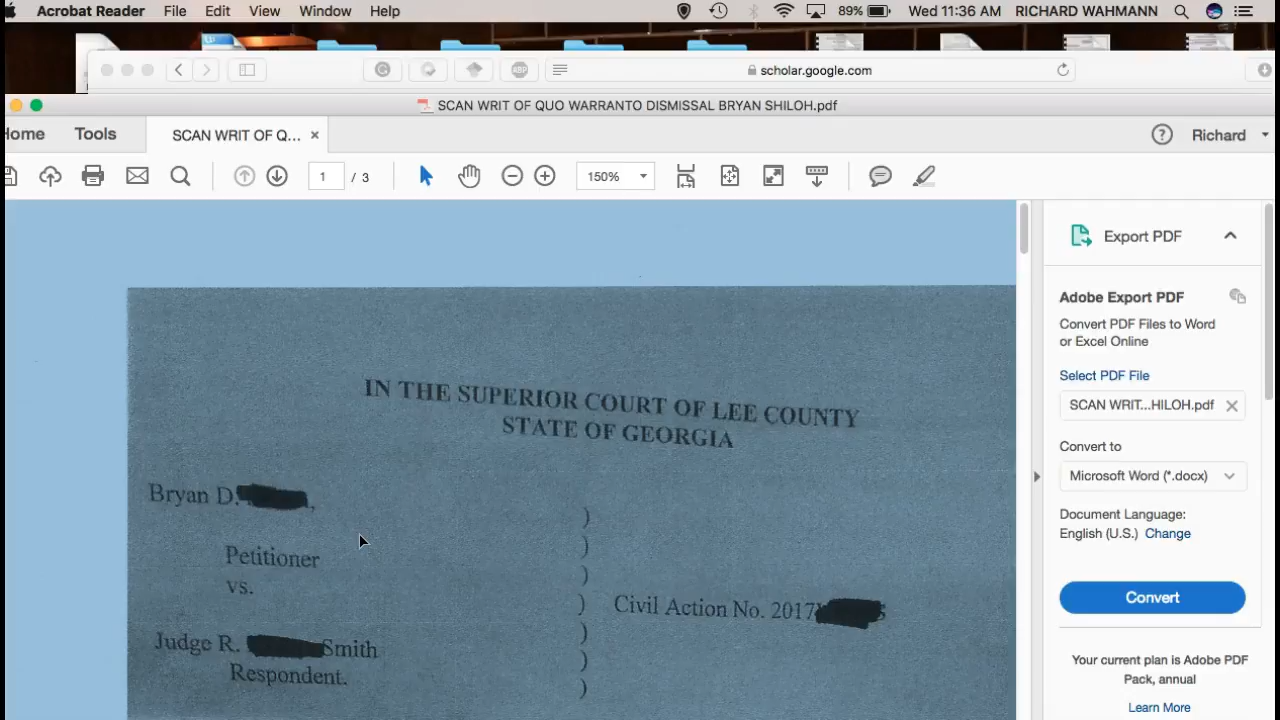 Acrobat Reader File Edit View Window Help 89% Wed 11:36 AM RICHARD WAHMANN
scholar.google.com
SCAN WRIT OF QUO WARRANTO DISMISSAL BRYAN SHILOH.pdf
Home Tools SCAN WRIT OF Q... × Richard
1 / 3 150%
Export PDF
Adobe Export PDF
Convert PDF Files to Word
or Excel Online
Select PDF File
SCAN WRIT...HILOH.pdf
Convert to
Microsoft Word (*.docx)
Document Language:
English (U.S.) Change
Convert
Your current plan is Adobe PDF
Pack, annual
Learn More
IN THE SUPERIOR COURT OF LEE COUNTY
STATE OF GEORGIA
Bryan D. ,
)
Petitioner )
vs. )
) Civil Action No. 2017
)
Judge R. Smith )
Respondent. )